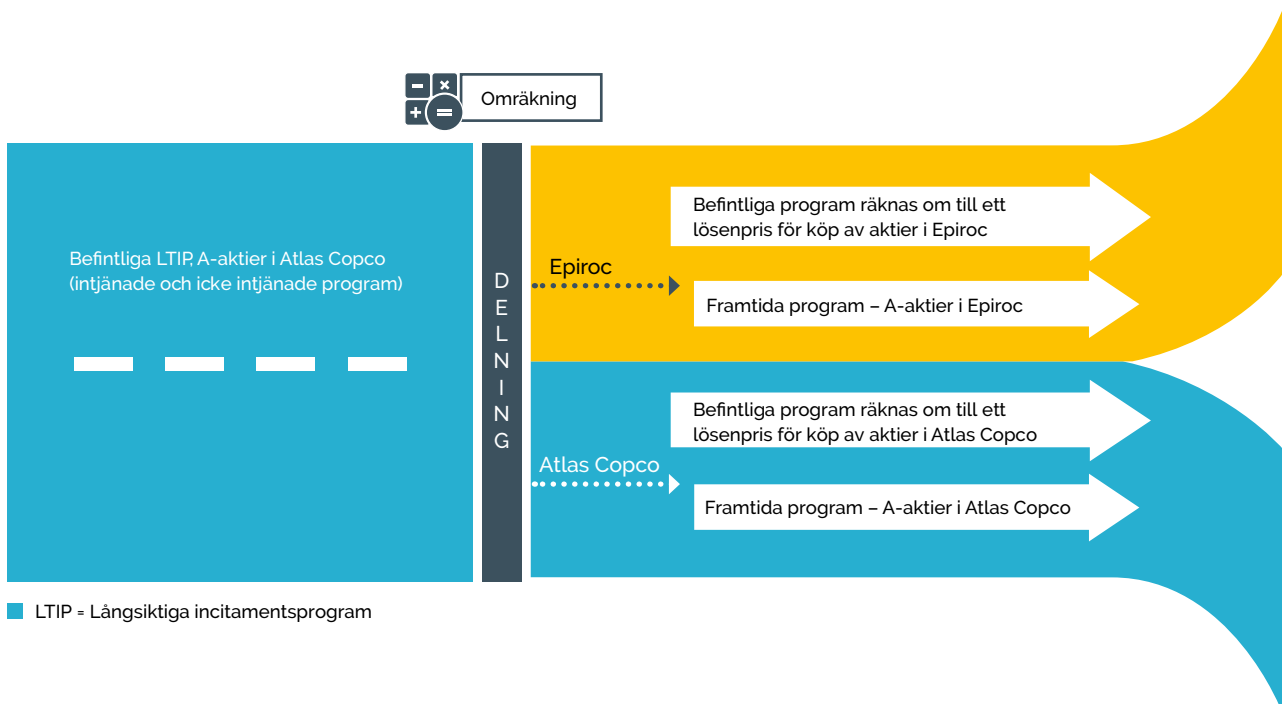 Omräkning
Befintliga LTIP, A-aktier i Atlas Copco
(intjänade och icke intjänade program)
DELNING
Epiroc
Befintliga program räknas om till ett
lösenpris för köp av aktier i Epiroc
Framtida program – A-aktier i Epiroc
Atlas Copco
Befintliga program räknas om till ett
lösenpris för köp av aktier i Atlas Copco
Framtida program – A-aktier i Atlas Copco
LTIP = Långsiktiga incitamentsprogram